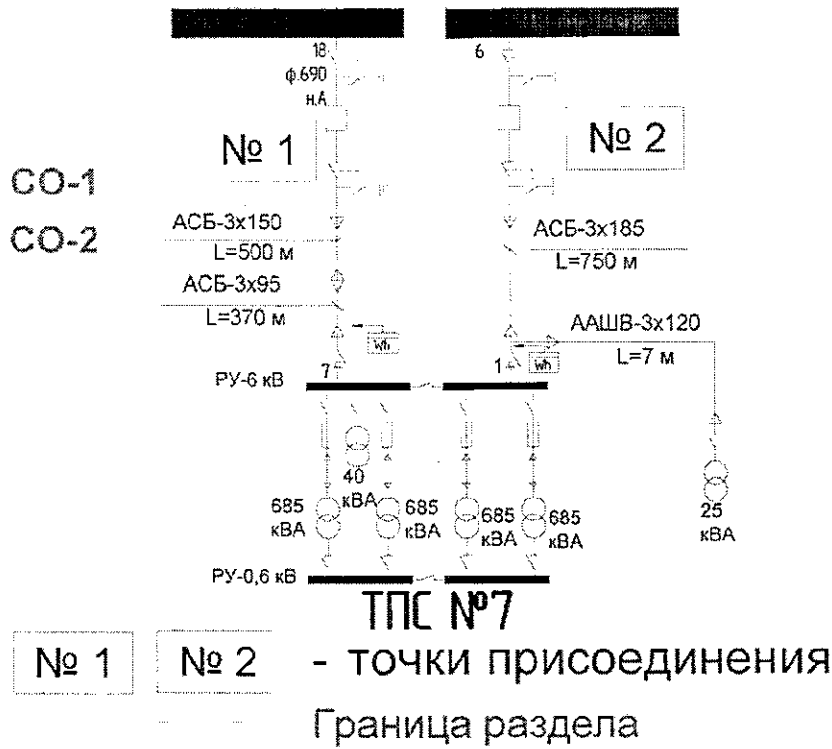 18
6
ф.690
н.А
№ 1
№ 2
СО-1
СО-2
АСБ-3х150
L=500 м
АСБ-3х185
L=750 м
АСБ-3х95
L=370 м
ААШВ-3х120
L=7 м
Wh
Wh
7
1
РУ-6 кВ
40
кВА
685
кВА
685
кВА
685
кВА
685
кВА
25
кВА
РУ-0,6 кВ
ТПС №7
№ 1
№ 2
- точки присоединения
Граница раздела